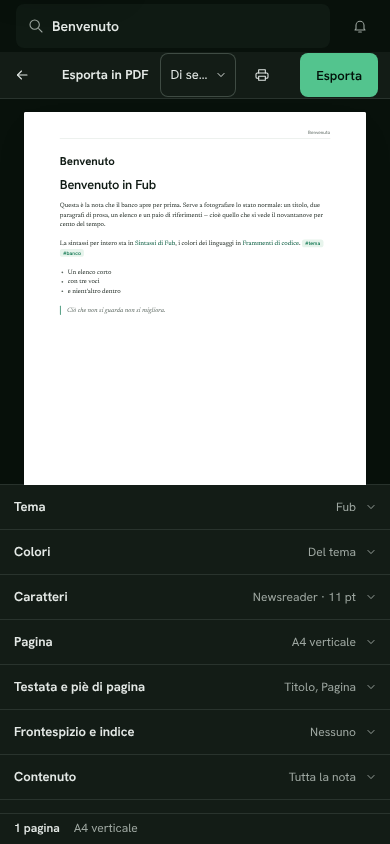 Benvenuto
Esporta in PDF
Di se...
Esporta
Benvenuto
Benvenuto
Benvenuto in Fub
Questa è la nota che il banco apre per prima. Serve a fotografare lo stato normale: un titolo, due
paragrafi di prosa, un elenco e un paio di riferimenti — cioè quello che si vede il novantanove per
cento del tempo.
La sintassi per intero sta in Sintassi di Fub, i colori dei linguaggi in Frammenti di codice. #tema
#banco
• Un elenco corto
• con tre voci
• e nient'altro dentro
Ciò che non si guarda non si migliora.
Tema Fub
Colori Del tema
Caratteri Newsreader · 11 pt
Pagina A4 verticale
Testata e piè di pagina Titolo, Pagina
Frontespizio e indice Nessuno
Contenuto Tutta la nota
1 pagina A4 verticale